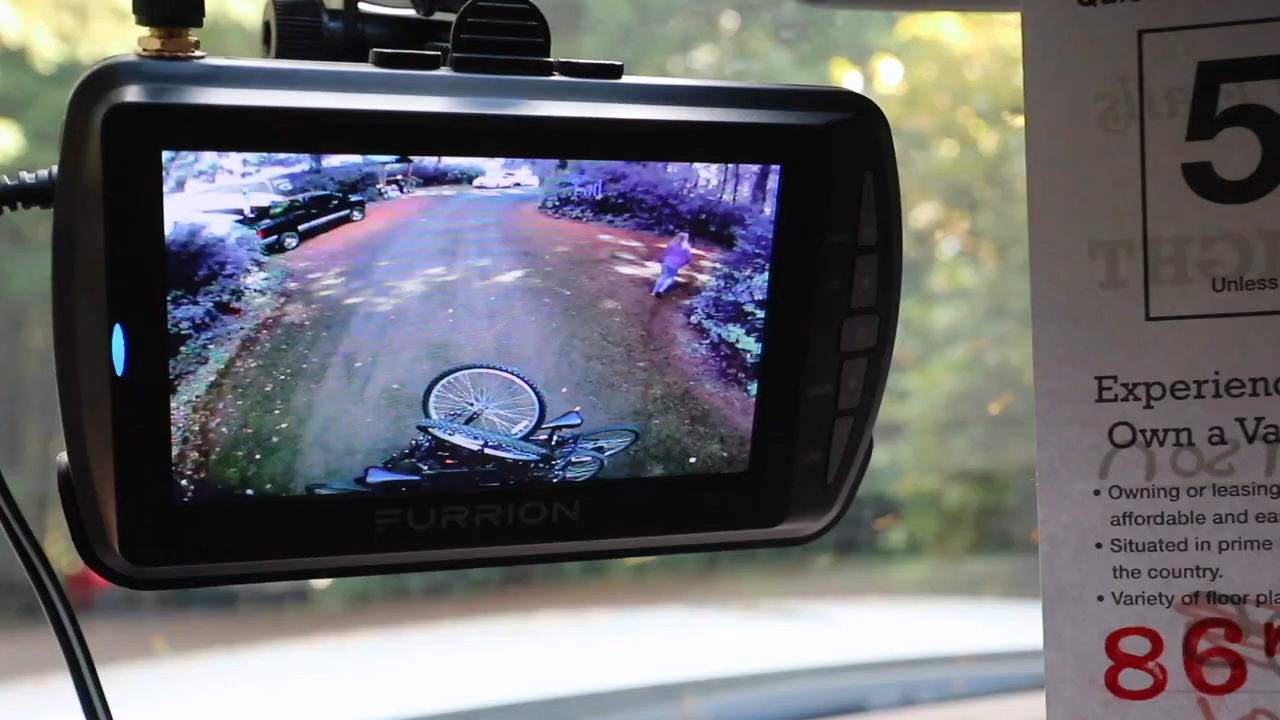 FURRION
5
Unless
Experienc
Own a Va
• Owning or leasing
affordable and ea
• Situated in prime
the country.
• Variety of floor pla
86